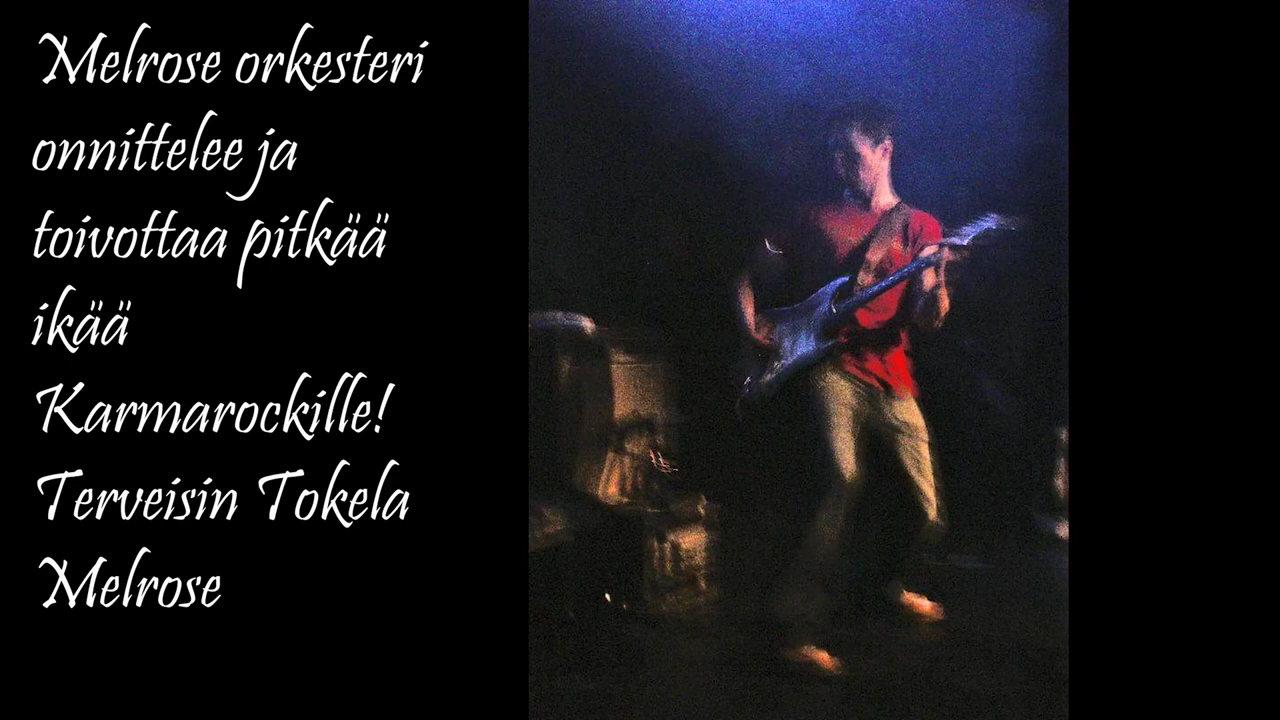 Melrose orkesteri
onnittelee ja
toivottaa pitkää
ikää
Karmarockille!
Terveisin Tokela
Melrose